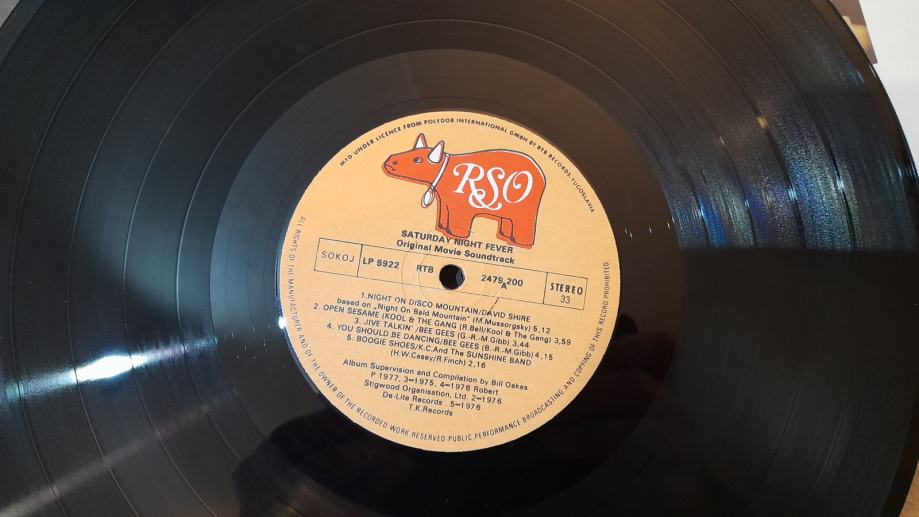 MFD UNDER LICENCE FROM POLYDOR INTERNATIONAL GMBH BY RTB RECORDS, YUGOSLAVIA
RSO
SATURDAY NIGHT FEVER
Original Movie Soundtrack
SOKOJ LP 5922 RTB 2479,200 STEREO
A 33
1.NIGHT ON DISCO MOUNTAIN/DAVID SHIRE
based on „Night On Bald Mountain" (M.Mussorgsky) 5,12
2. OPEN SESAME (KOOL & THE GANG (R.Bell/Kool & The Gang) 3,59
3. JIVE TALKIN' /BEE GEES (G.-R.-M.Gibb) 3,44
4. YOU SHOULD BE DANCING/BEE GEES (B.-R.-M.Gibb) 4,15
5. BOOGIE SHOES/K.C.And The SUNSHINE BAND
(H.W.Casey/R.Finch) 2,16
Album Supervision and Compilation by Bill Oakes
P 1977, 3—1975, 4—1976 Robert
Stigwood Organisation, Ltd. 2—1976.
De-Lite Records . 5—1976
T.K.Records
ALL RIGHTS OF THE MANUFACTURER AND OF THE OWNER OF THE RECORDED WORK RESERVED PUBLIC PERFORMANCE BROADCASTING AND COPYING OF THIS RECORD PROHIBITED